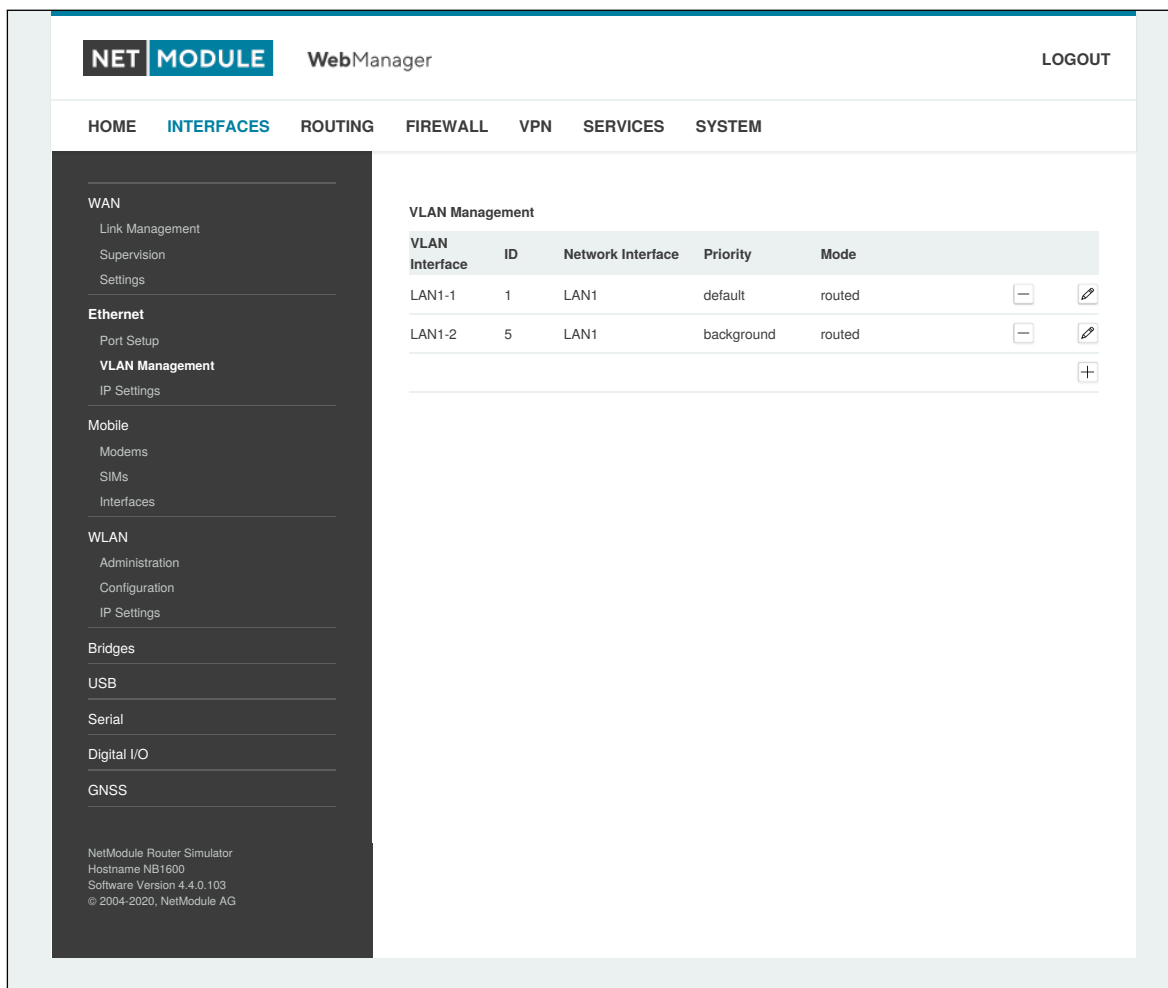 NET MODULE WebManager LOGOUT
HOME INTERFACES ROUTING FIREWALL VPN SERVICES SYSTEM
WAN
Link Management
Supervision
Settings
Ethernet
Port Setup
VLAN Management
IP Settings
Mobile
Modems
SIMs
Interfaces
WLAN
Administration
Configuration
IP Settings
Bridges
USB
Serial
Digital I/O
GNSS
NetModule Router Simulator
Hostname NB1600
Software Version 4.4.0.103
© 2004-2020, NetModule AG
VLAN Management
VLAN Interface ID Network Interface Priority Mode
LAN1-1 1 LAN1 default routed
LAN1-2 5 LAN1 background routed